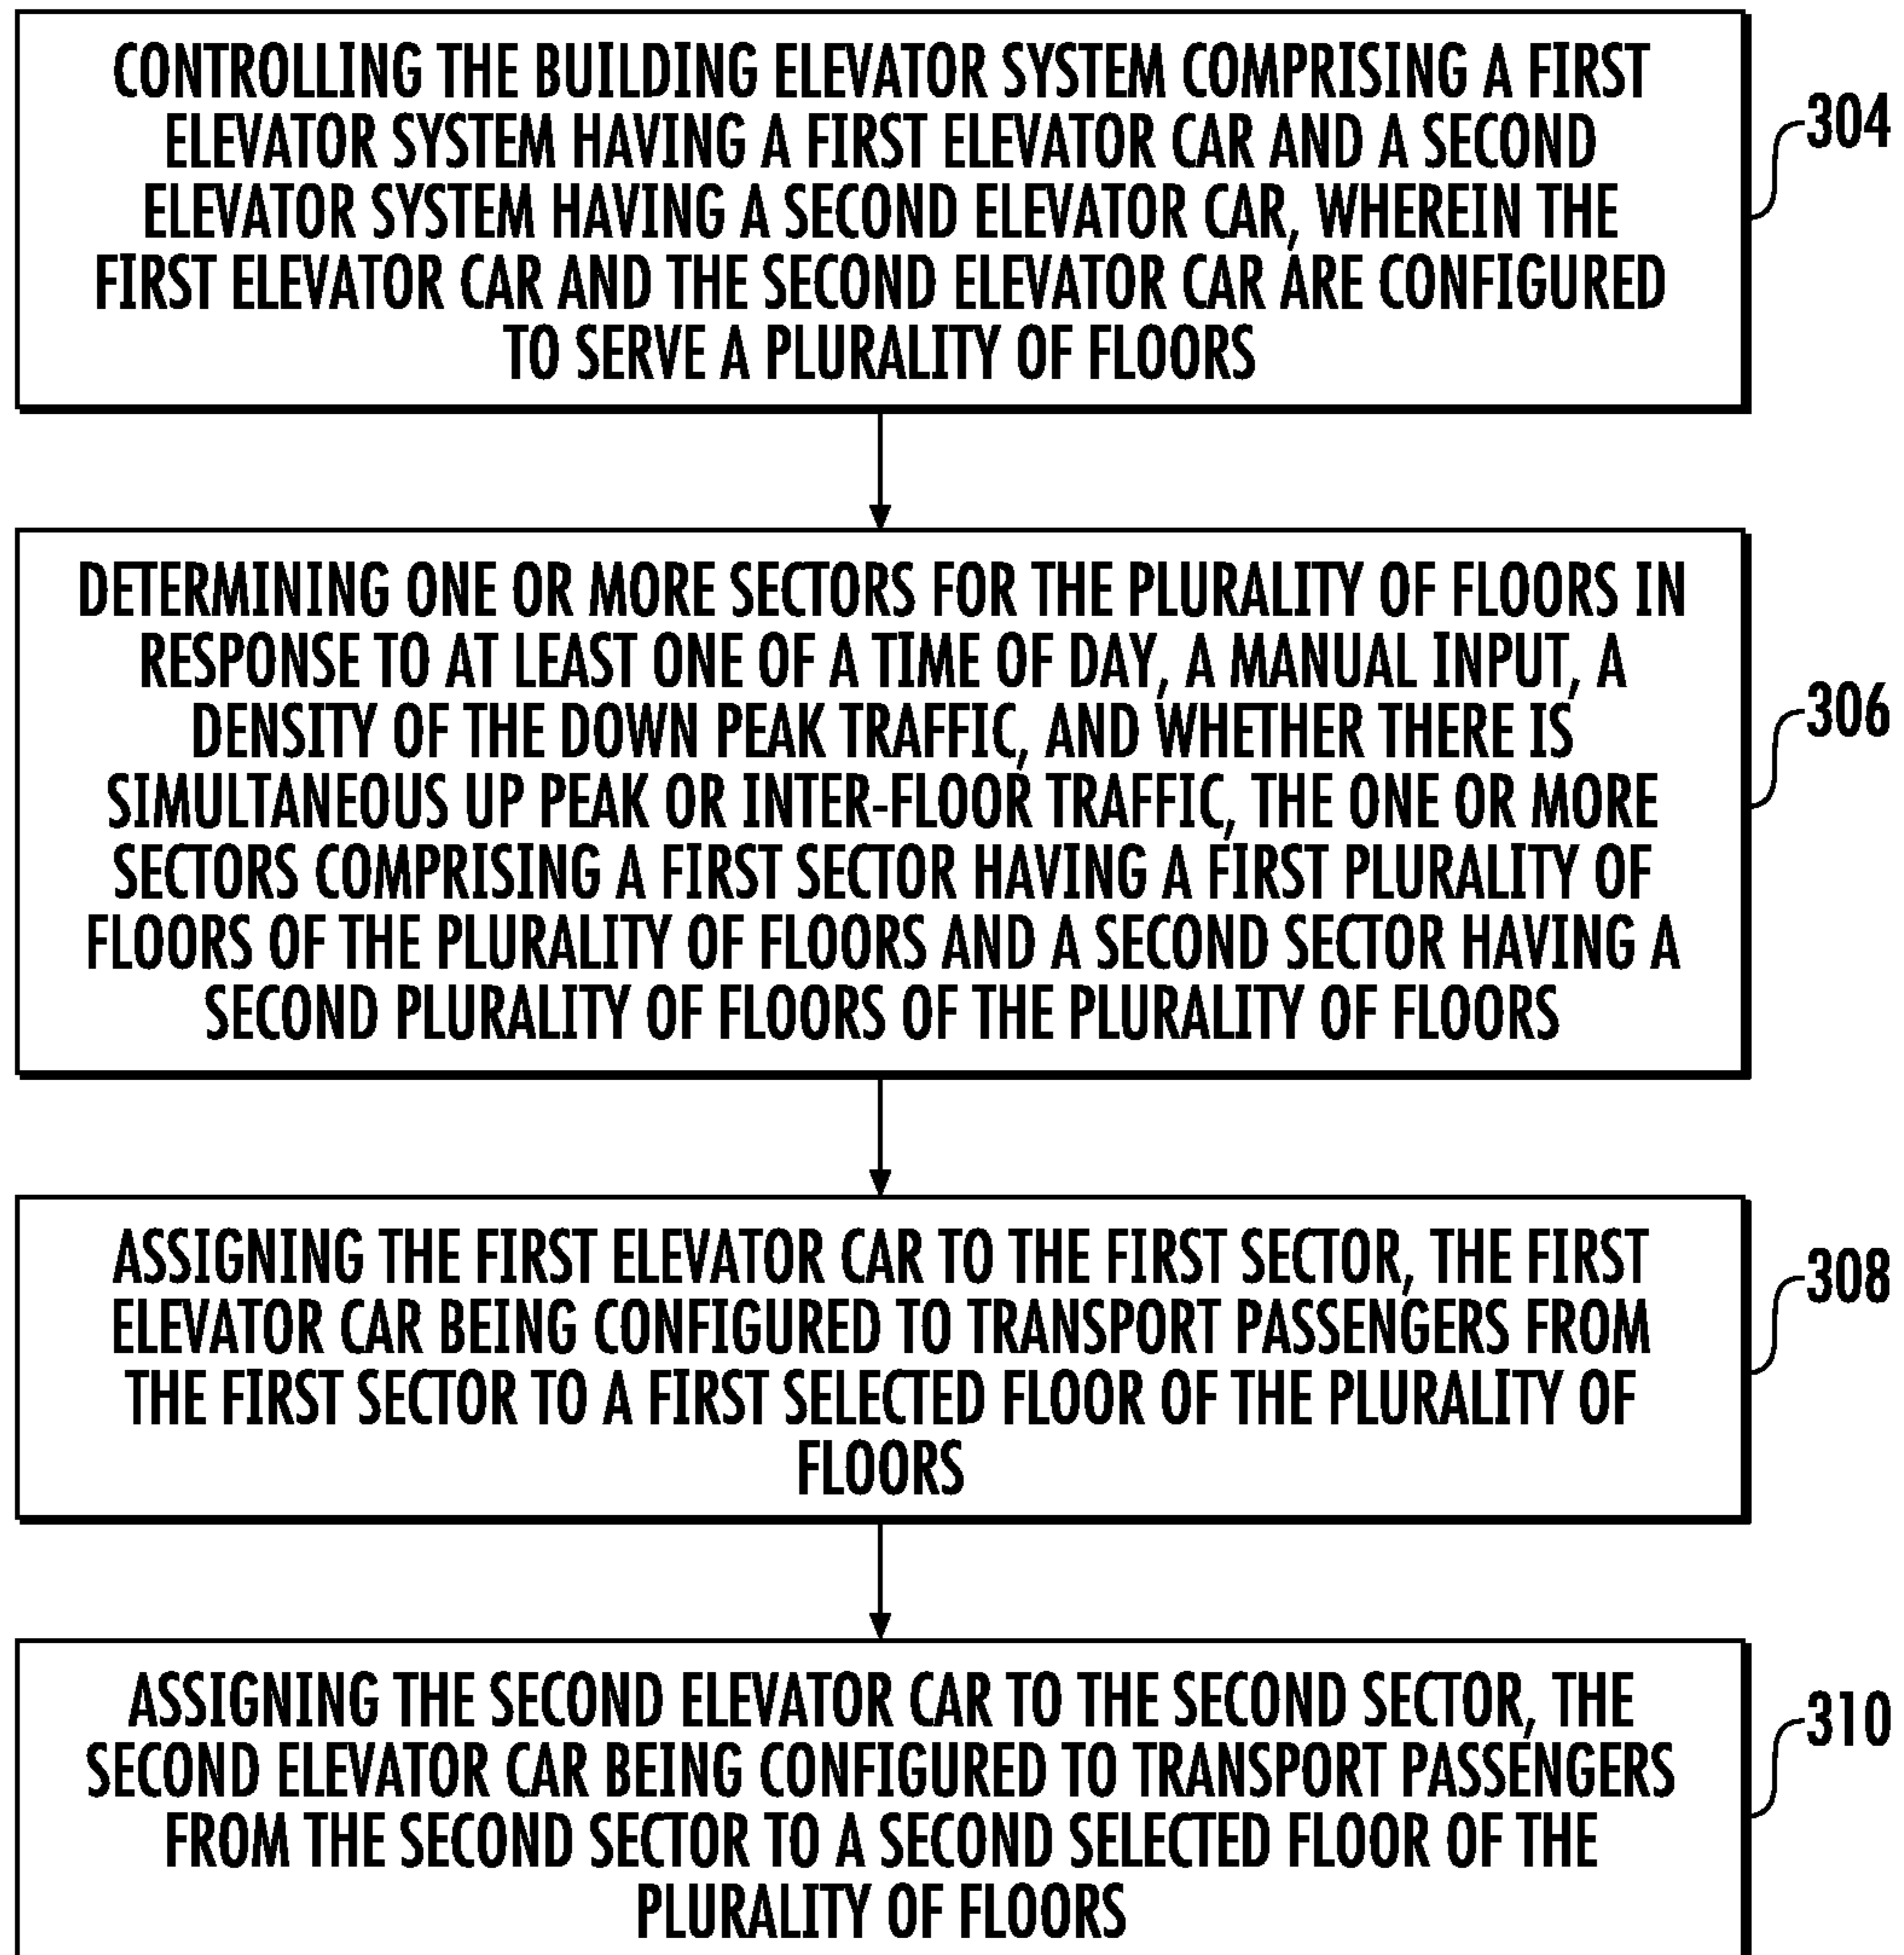 CONTROLLING THE BUILDING ELEVATOR SYSTEM COMPRISING A FIRST
ELEVATOR SYSTEM HAVING A FIRST ELEVATOR CAR AND A SECOND
ELEVATOR SYSTEM HAVING A SECOND ELEVATOR CAR, WHEREIN THE
FIRST ELEVATOR CAR AND THE SECOND ELEVATOR CAR ARE CONFIGURED
TO SERVE A PLURALITY OF FLOORS
304
DETERMINING ONE OR MORE SECTORS FOR THE PLURALITY OF FLOORS IN
RESPONSE TO AT LEAST ONE OF A TIME OF DAY, A MANUAL INPUT, A
DENSITY OF THE DOWN PEAK TRAFFIC, AND WHETHER THERE IS
SIMULTANEOUS UP PEAK OR INTER-FLOOR TRAFFIC, THE ONE OR MORE
SECTORS COMPRISING A FIRST SECTOR HAVING A FIRST PLURALITY OF
FLOORS OF THE PLURALITY OF FLOORS AND A SECOND SECTOR HAVING A
SECOND PLURALITY OF FLOORS OF THE PLURALITY OF FLOORS
306
ASSIGNING THE FIRST ELEVATOR CAR TO THE FIRST SECTOR, THE FIRST
ELEVATOR CAR BEING CONFIGURED TO TRANSPORT PASSENGERS FROM
THE FIRST SECTOR TO A FIRST SELECTED FLOOR OF THE PLURALITY OF
FLOORS
308
ASSIGNING THE SECOND ELEVATOR CAR TO THE SECOND SECTOR, THE
SECOND ELEVATOR CAR BEING CONFIGURED TO TRANSPORT PASSENGERS
FROM THE SECOND SECTOR TO A SECOND SELECTED FLOOR OF THE
PLURALITY OF FLOORS
310